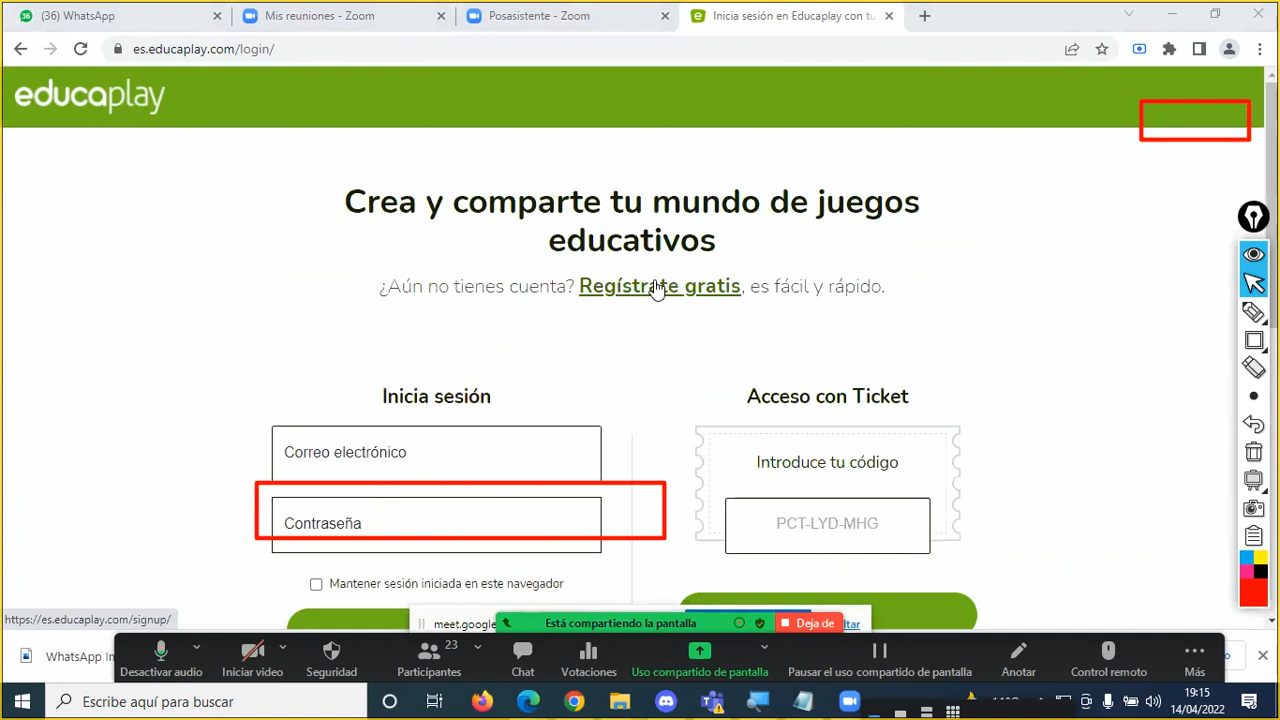 (36) WhatsApp
Mis reuniones - Zoom
Posasistente - Zoom
Inicia sesión en Educaplay con tu
es.educaplay.com/login/
educaplay
Crea y comparte tu mundo de juegos
educativos
¿Aún no tienes cuenta? Regístrate gratis, es fácil y rápido.
Inicia sesión
Acceso con Ticket
Correo electrónico
Introduce tu código
Contraseña
PCT-LYD-MHG
Mantener sesión iniciada en este navegador
https://es.educaplay.com/signup/
meet.google
Está compartiendo la pantalla
Deja de
ltar
WhatsApp Im
23
Desactivar audio
Iniciar video
Seguridad
Participantes
Chat
Votaciones
Uso compartido de pantalla
Pausar el uso compartido de pantalla
Anotar
Control remoto
Más
Escribe aquí para buscar
19:15
14/04/2022